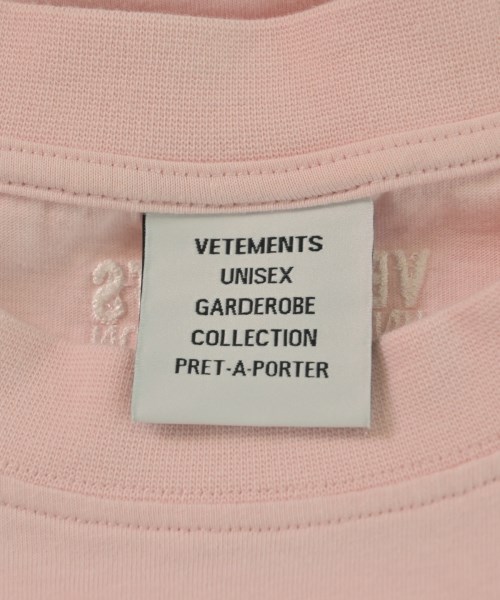 VETEMENTS
UNISEX
GARDEROBE
COLLECTION
PRET-A-PORTER